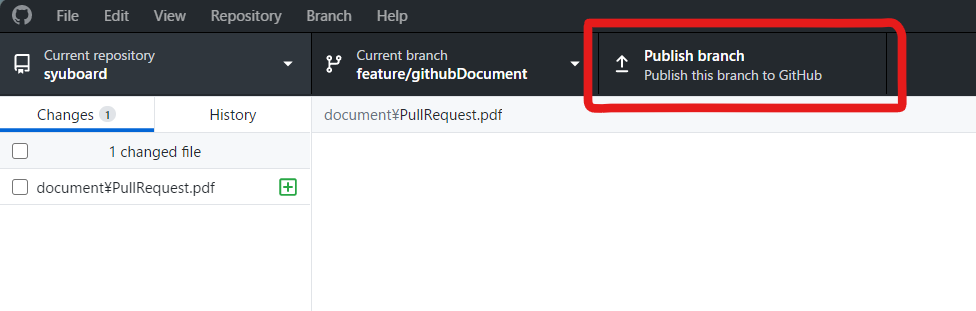 File Edit View Repository Branch Help
Current repository
syuboard
Current branch
feature/githubDocument
Publish branch
Publish this branch to GitHub
Changes 1 History
document¥PullRequest.pdf
1 changed file
document¥PullRequest.pdf